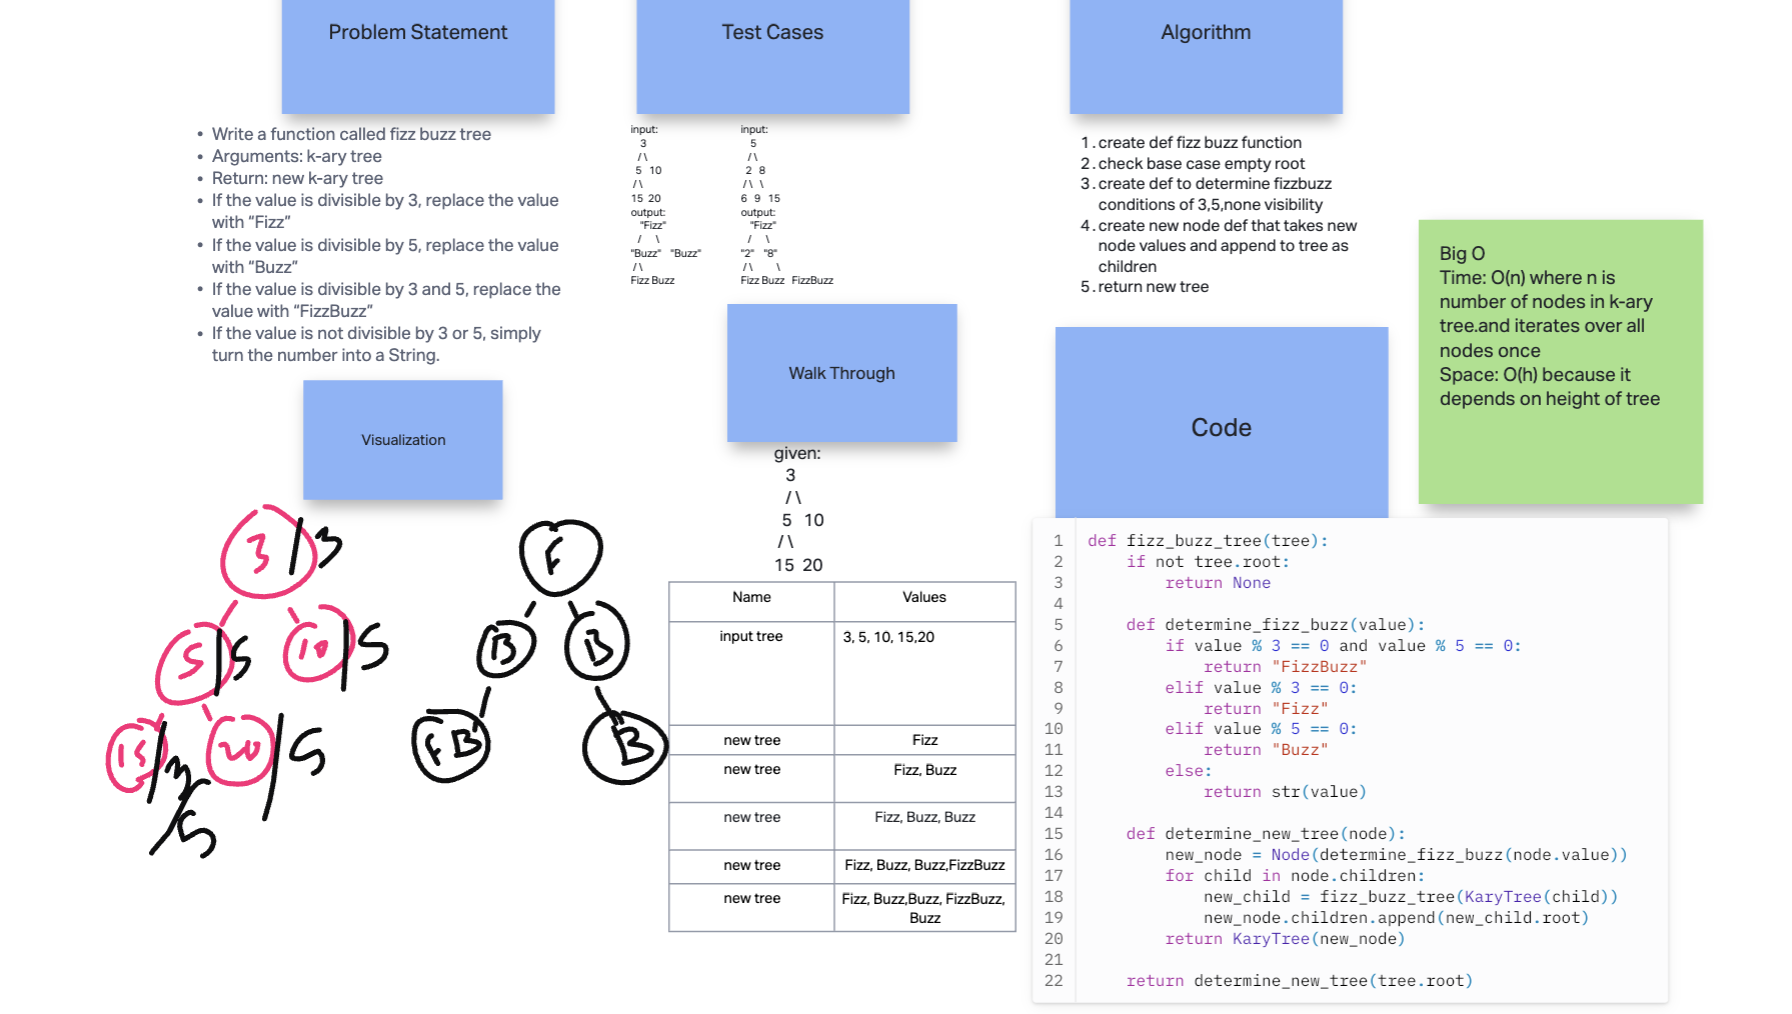 Problem Statement
• Write a function called fizz buzz tree
• Arguments: k-ary tree
• Return: new k-ary tree
• If the value is divisible by 3, replace the value
with “Fizz”
• If the value is divisible by 5, replace the value
with “Buzz”
• If the value is divisible by 3 and 5, replace the
value with “FizzBuzz”
• If the value is not divisible by 3 or 5, simply
turn the number into a String.
Visualization
3/3
5/5 10/5
15/3/5 20/5
F
B B
FB B
Test Cases
input:
3
/ \
5 10
/ \
15 20
output:
"Fizz"
/ \
"Buzz" "Buzz"
/ \
Fizz Buzz
input:
5
/ \
2 8
/ \ \
6 9 15
output:
"Fizz"
/ \
"2" "8"
/ \ \
Fizz Buzz FizzBuzz
Walk Through
given:
3
/ \
5 10
/ \
15 20
Name Values
input tree 3, 5, 10, 15,20
new tree Fizz
new tree Fizz, Buzz
new tree Fizz, Buzz, Buzz
new tree Fizz, Buzz, Buzz,FizzBuzz
new tree Fizz, Buzz,Buzz, FizzBuzz,
Buzz
Algorithm
1. create def fizz buzz function
2. check base case empty root
3. create def to determine fizzbuzz
conditions of 3,5,none visibility
4. create new node def that takes new
node values and append to tree as
children
5. return new tree
Big O
Time: O(n) where n is
number of nodes in k-ary
tree.and iterates over all
nodes once
Space: O(h) because it
depends on height of tree
Code
1 def fizz_buzz_tree(tree):
2     if not tree.root:
3         return None
4
5     def determine_fizz_buzz(value):
6         if value % 3 == 0 and value % 5 == 0:
7             return "FizzBuzz"
8         elif value % 3 == 0:
9             return "Fizz"
10         elif value % 5 == 0:
11             return "Buzz"
12         else:
13             return str(value)
14
15     def determine_new_tree(node):
16         new_node = Node(determine_fizz_buzz(node.value))
17         for child in node.children:
18             new_child = fizz_buzz_tree(KaryTree(child))
19             new_node.children.append(new_child.root)
20         return KaryTree(new_node)
21
22     return determine_new_tree(tree.root)